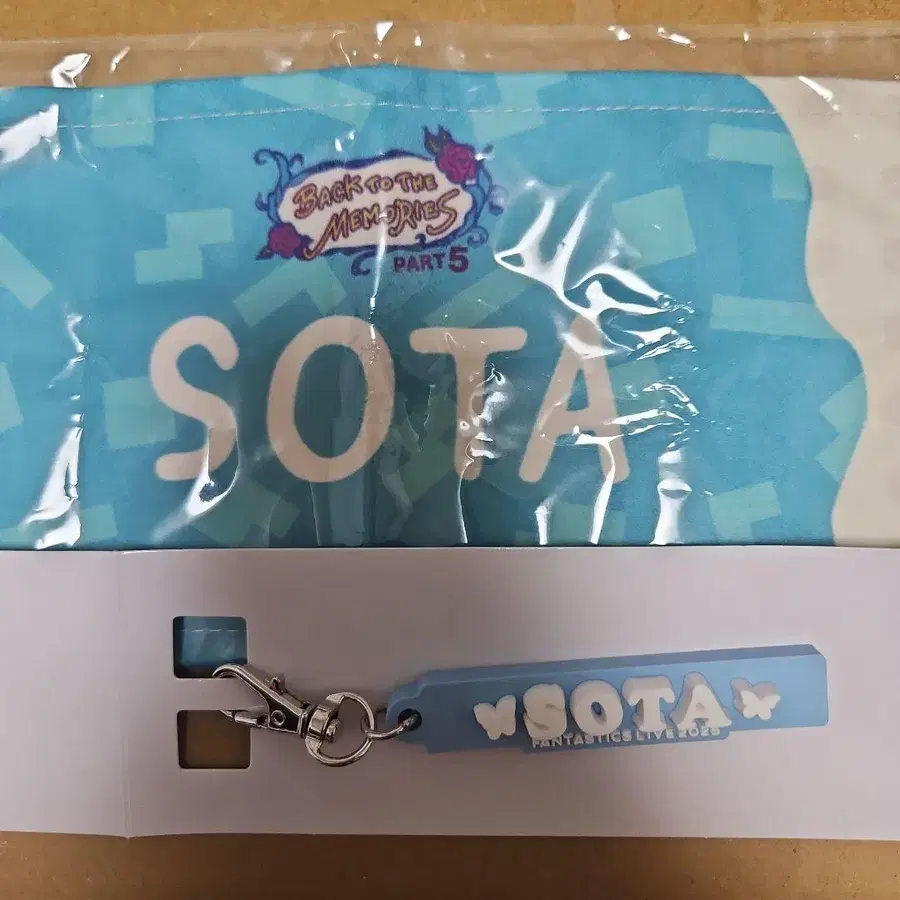 BACK TO THE
MEMORIES
PART 5
SOTA
SOTA
FANTASTICS LIVE 2025